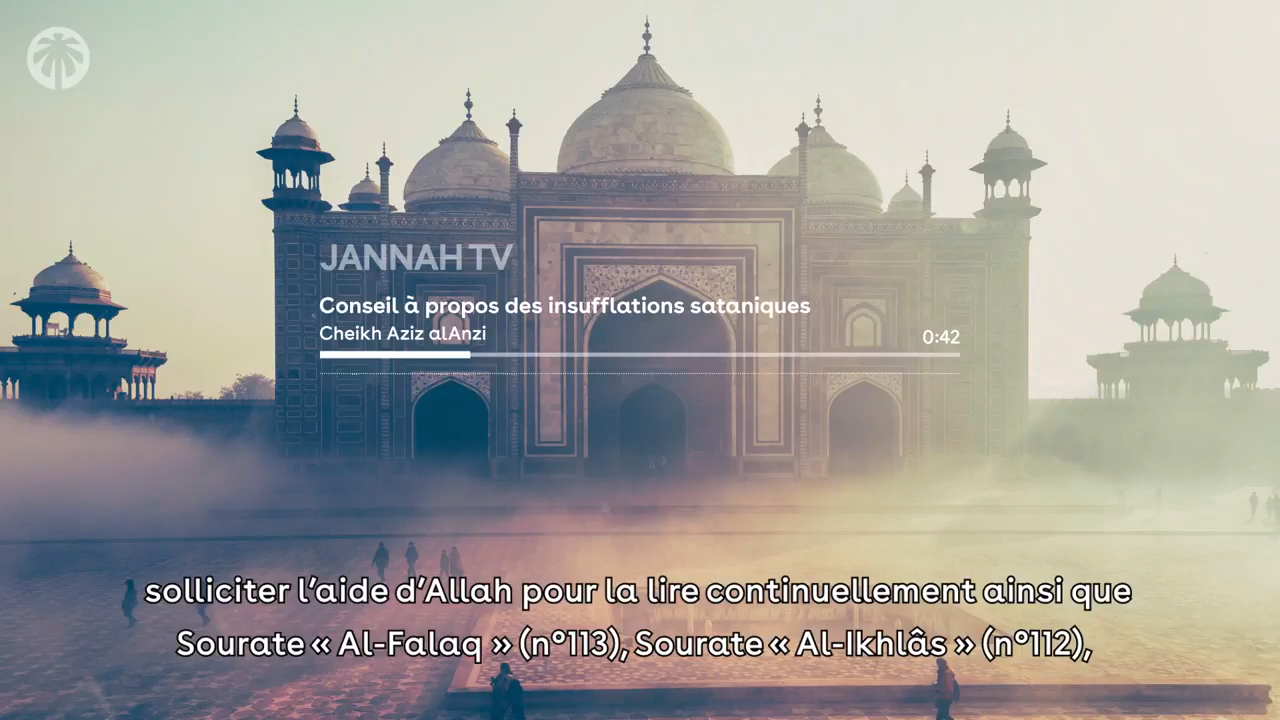 JANNAH TV
Conseil à propos des insufflations sataniques
Cheikh Aziz alAnzi
0:42
solliciter l’aide d’Allah pour la lire continuellement ainsi que
Sourate « Al-Falaq » (n°113), Sourate « Al-Ikhlâs » (n°112),